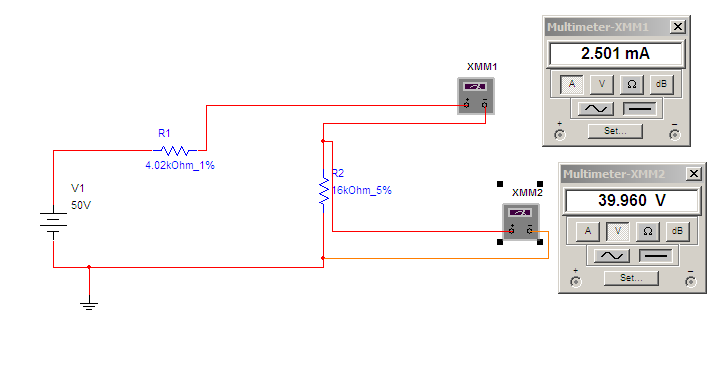 Multimeter-XMM1
2.501 mA
A V Ω dB
+ Set... −
XMM1
+ −
R1
4.02kOhm_1%
R2
16kOhm_5%
V1
50V
XMM2
+ −
Multimeter-XMM2
39.960 V
A V Ω dB
+ Set... −